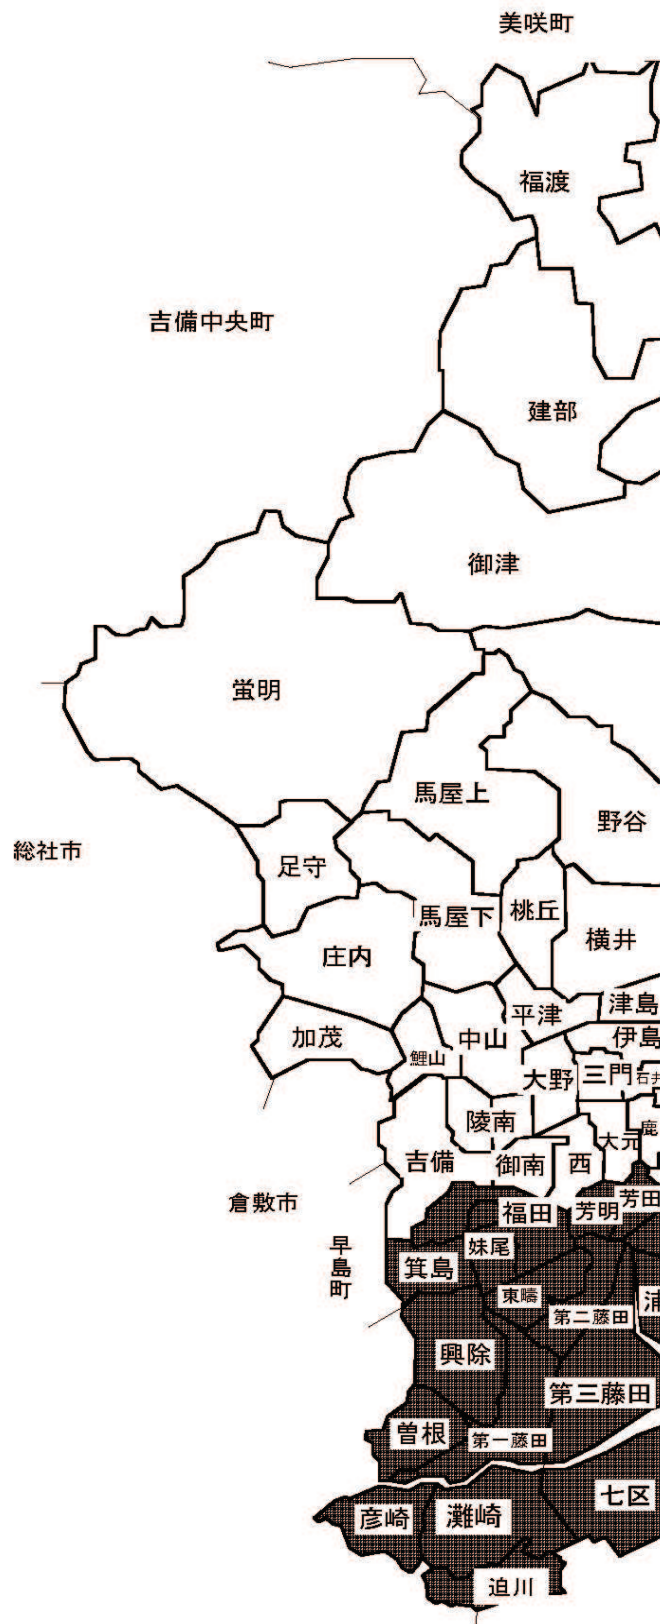 美咲町
福渡
吉備中央町
建部
御津
蛍明
馬屋上
野谷
総社市
足守
馬屋下
桃丘
横井
庄内
津島
平津
加茂
中山
伊島
鯉山
大野
三門
石井
陵南
大元
鹿
吉備
御南
西
倉敷市
福田
芳明
芳田
早島町
妹尾
箕島
東疇
浦
第二藤田
興除
第三藤田
曽根
第一藤田
七区
彦崎
灘崎
迫川